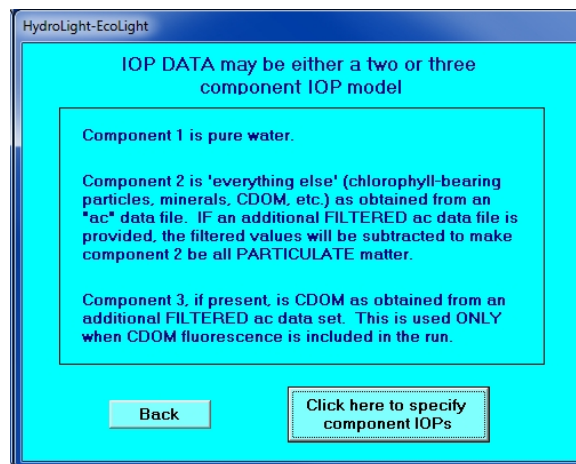 HydroLight-EcoLight
IOP DATA may be either a two or three
component IOP model
Component 1 is pure water.
Component 2 is 'everything else' (chlorophyll-bearing
particles, minerals, CDOM, etc.) as obtained from an
"ac" data file.  IF an additional FILTERED ac data file is
provided, the filtered values will be subtracted to make
component 2 be all PARTICULATE matter.
Component 3, if present, is CDOM as obtained from an
additional FILTERED ac data set.  This is used ONLY
when CDOM fluorescence is included in the run.
Back
Click here to specify
component IOPs